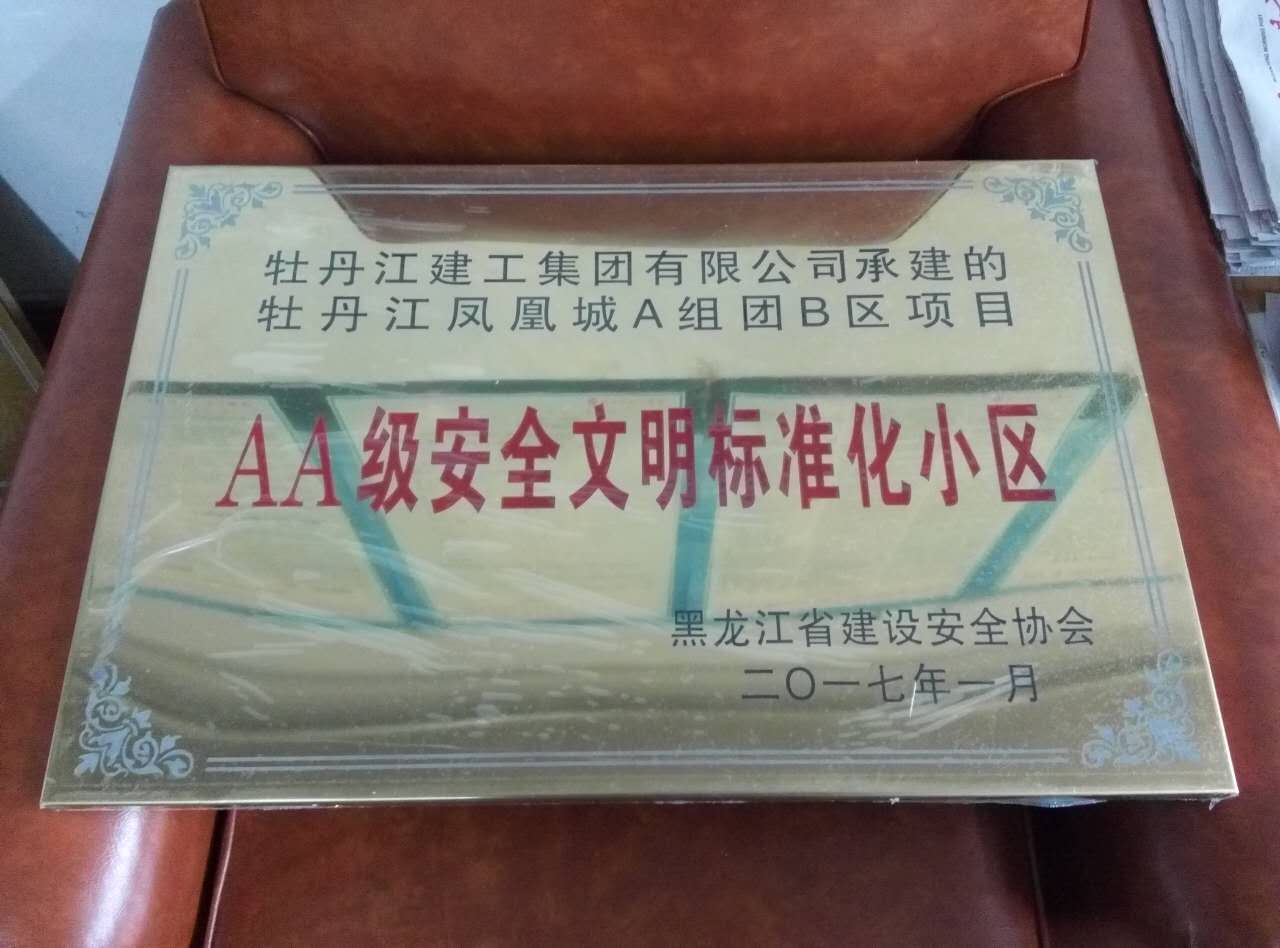 牡丹江建工集团有限公司承建的
牡丹江凤凰城A组团B区项目
AA级安全文明标准化小区
黑龙江省建设安全协会
二〇一七年一月